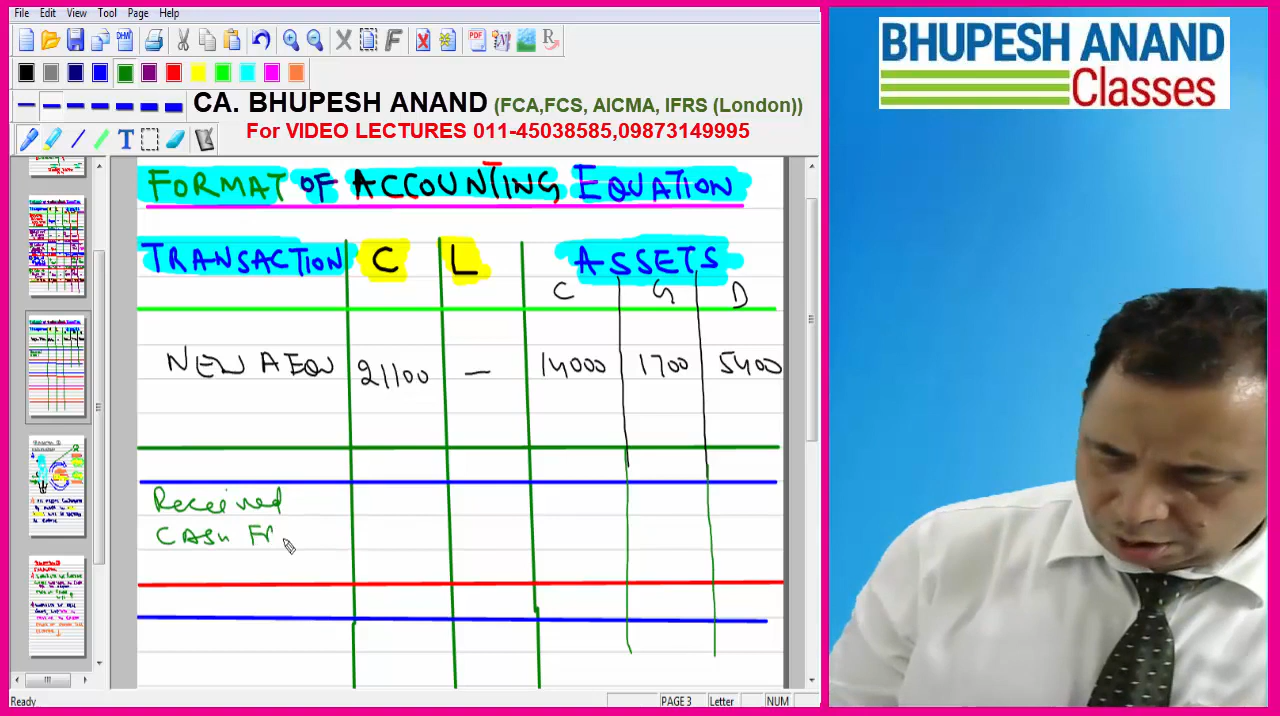 File Edit View Tool Page Help
BHUPESH ANAND
Classes
CA. BHUPESH ANAND (FCA,FCS, AICMA, IFRS (London))
For VIDEO LECTURES 011-45038585,09873149995
FORMAT OF ACCOUNTING EQUATION
TRANSACTION C L ASSETS
C G D
NEW A EQN 21100 — 14000 1700 5400
Received
CASH FR
Ready PAGE 3 Letter NUM